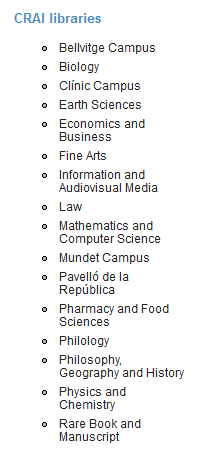 CRAI libraries
Bellvitge Campus
Biology
Clínic Campus
Earth Sciences
Economics and
Business
Fine Arts
Information and
Audiovisual Media
Law
Mathematics and
Computer Science
Mundet Campus
Pavelló de la
República
Pharmacy and Food
Sciences
Philology
Philosophy,
Geography and History
Physics and
Chemistry
Rare Book and
Manuscript